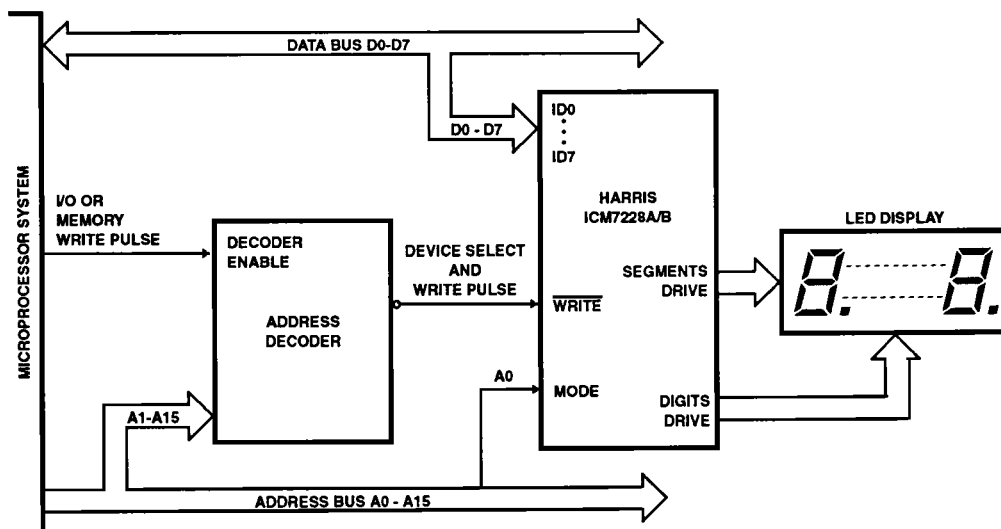 DATA BUS D0-D7
D0 - D7
ID0
ID7
HARRIS
ICM7228A/B
MICROPROCESSOR SYSTEM
I/O OR
MEMORY
WRITE PULSE
DECODER
ENABLE
ADDRESS
DECODER
DEVICE SELECT
AND
WRITE PULSE
WRITE
SEGMENTS
DRIVE
LED DISPLAY
8. 8.
A0
MODE
DIGITS
DRIVE
A1-A15
ADDRESS BUS A0 - A15